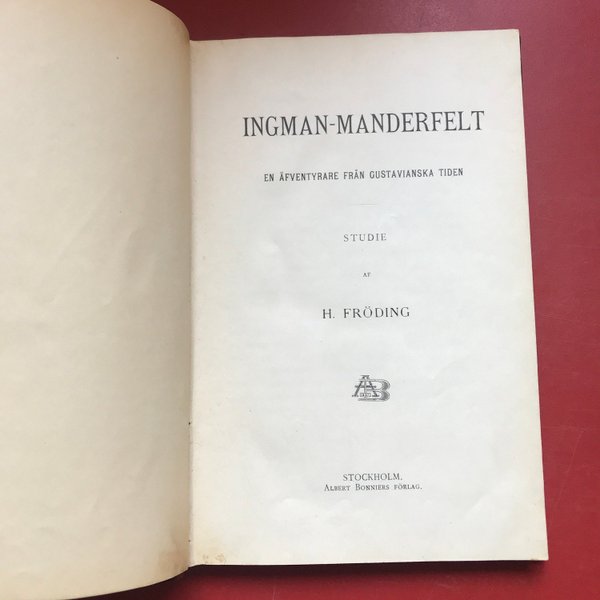 INGMAN-MANDERFELT
EN ÄFVENTYRARE FRÅN GUSTAVIANSKA TIDEN
STUDIE
AF
H. FRÖDING
AB
STOCKHOLM.
ALBERT BONNIERS FÖRLAG.